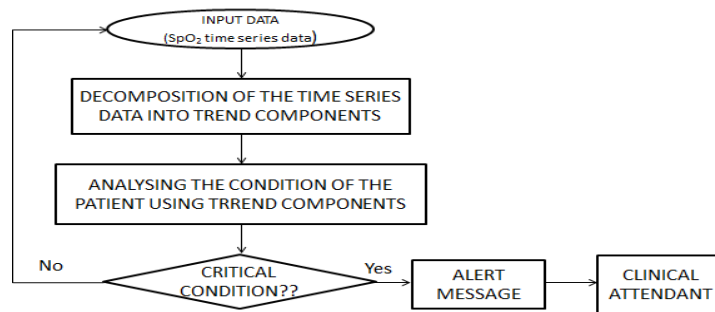 INPUT DATA
(SpO₂ time series data)
DECOMPOSITION OF THE TIME SERIES
DATA INTO TREND COMPONENTS
ANALYSING THE CONDITION OF THE
PATIENT USING TRREND COMPONENTS
No
CRITICAL
CONDITION??
Yes
ALERT
MESSAGE
CLINICAL
ATTENDANT